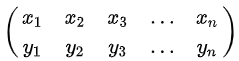 ( x₁ x₂ x₃ … xₙ )
( y₁ y₂ y₃ … yₙ )